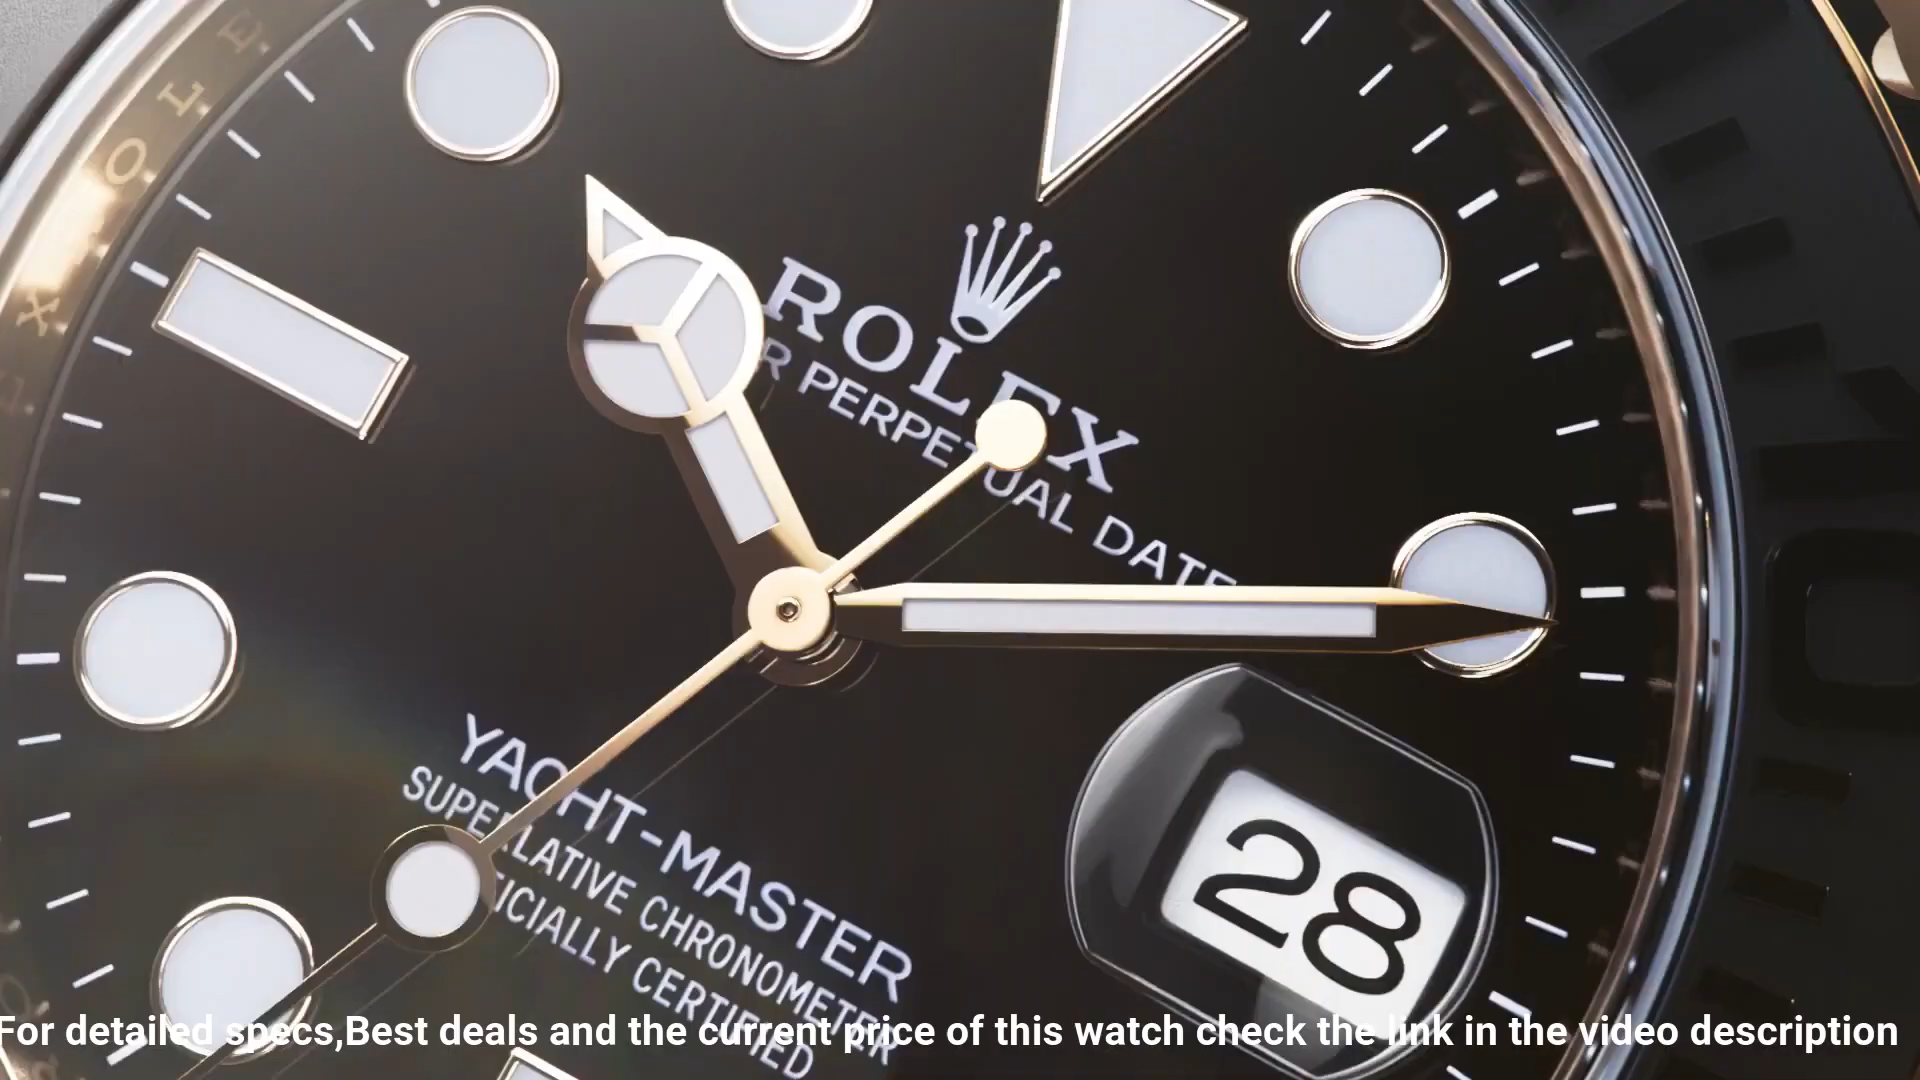 ROLEX
R PERPETUAL DATE
YACHT-MASTER
SUPERLATIVE CHRONOMETER
ICIALLY CERTIFIED
28
For detailed specs,Best deals and the current price of this watch check the link in the video description